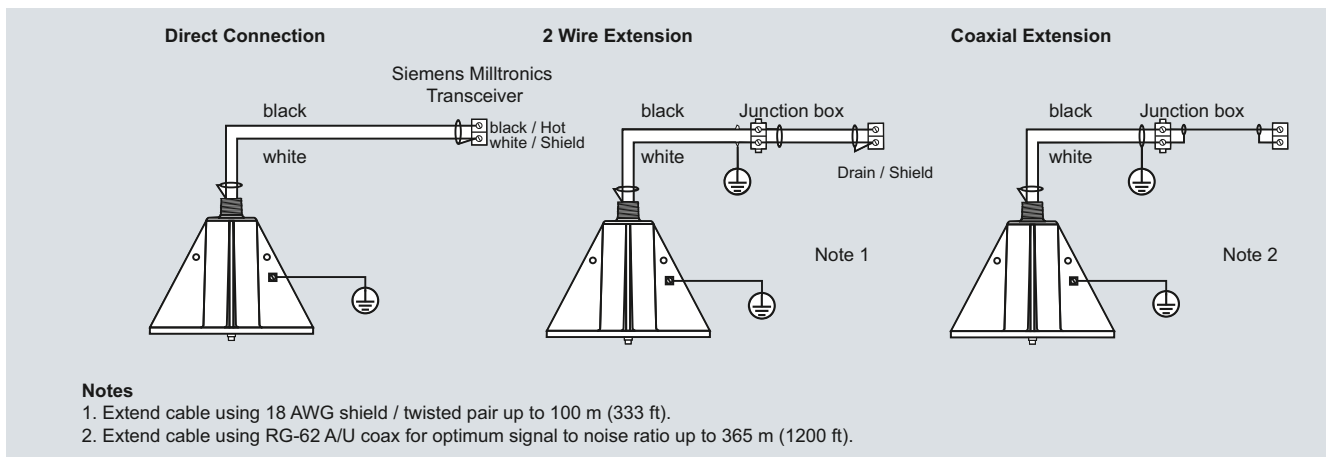 Direct Connection
2 Wire Extension
Coaxial Extension
Siemens Milltronics
Transceiver
black
black / Hot
white / Shield
white
black
Junction box
white
Drain / Shield
Note 1
black
Junction box
white
Note 2
Notes
1. Extend cable using 18 AWG shield / twisted pair up to 100 m (333 ft).
2. Extend cable using RG-62 A/U coax for optimum signal to noise ratio up to 365 m (1200 ft).